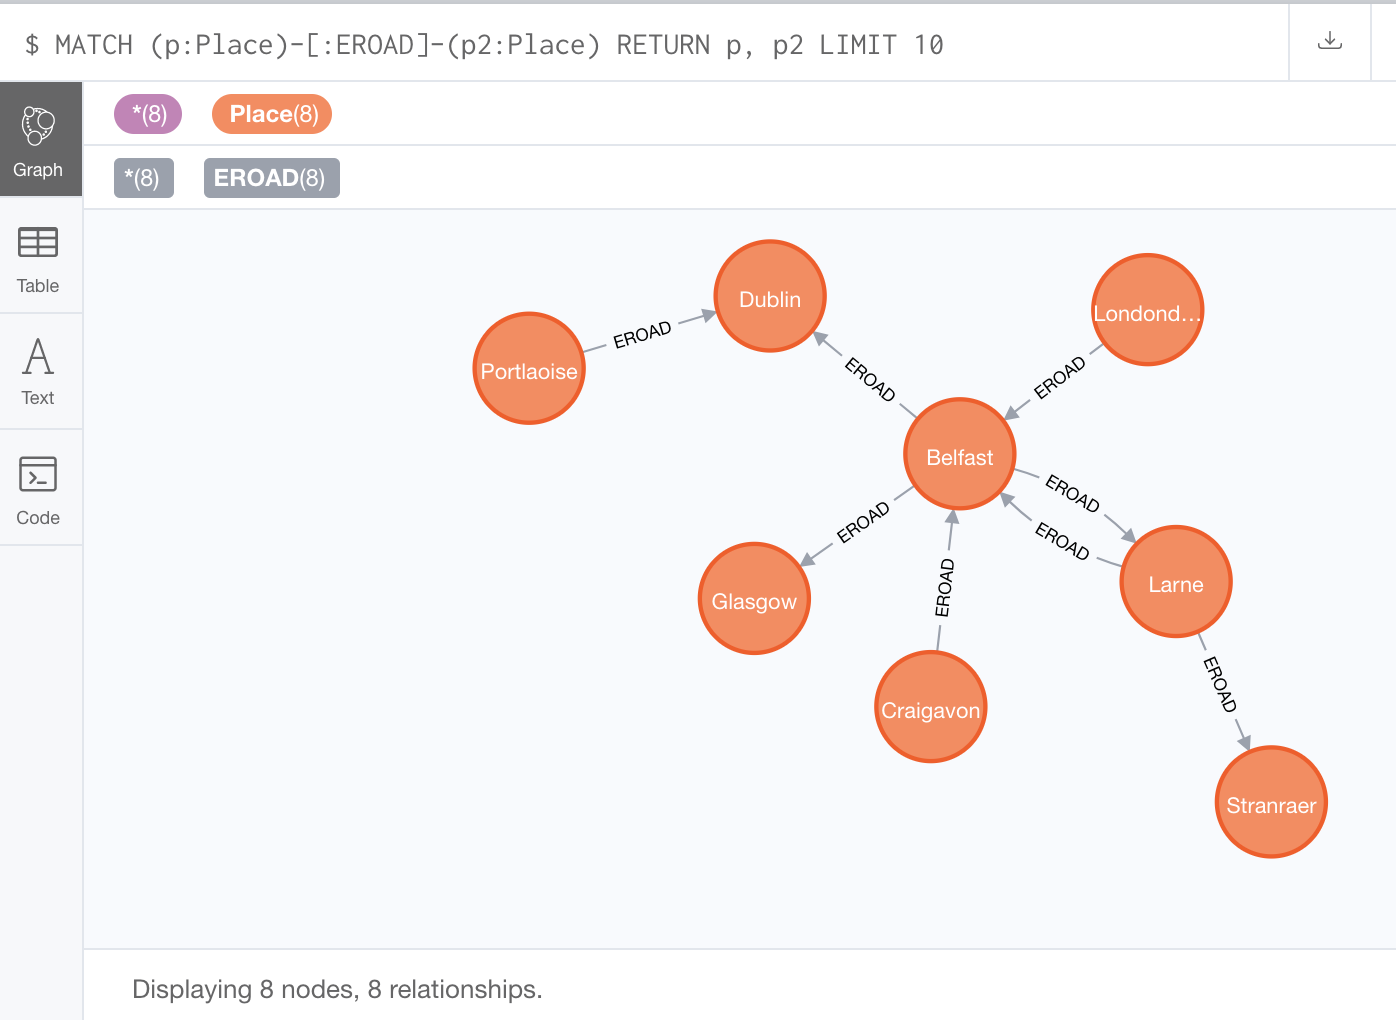 $ MATCH (p:Place)-[:EROAD]-(p2:Place) RETURN p, p2 LIMIT 10
Graph
*(8) Place(8)
*(8) EROAD(8)
Table
Text
Code
Dublin
Londond...
Portlaoise
EROAD
EROAD
EROAD
Belfast
EROAD
EROAD
EROAD
EROAD
Larne
Glasgow
EROAD
Craigavon
Stranraer
Displaying 8 nodes, 8 relationships.